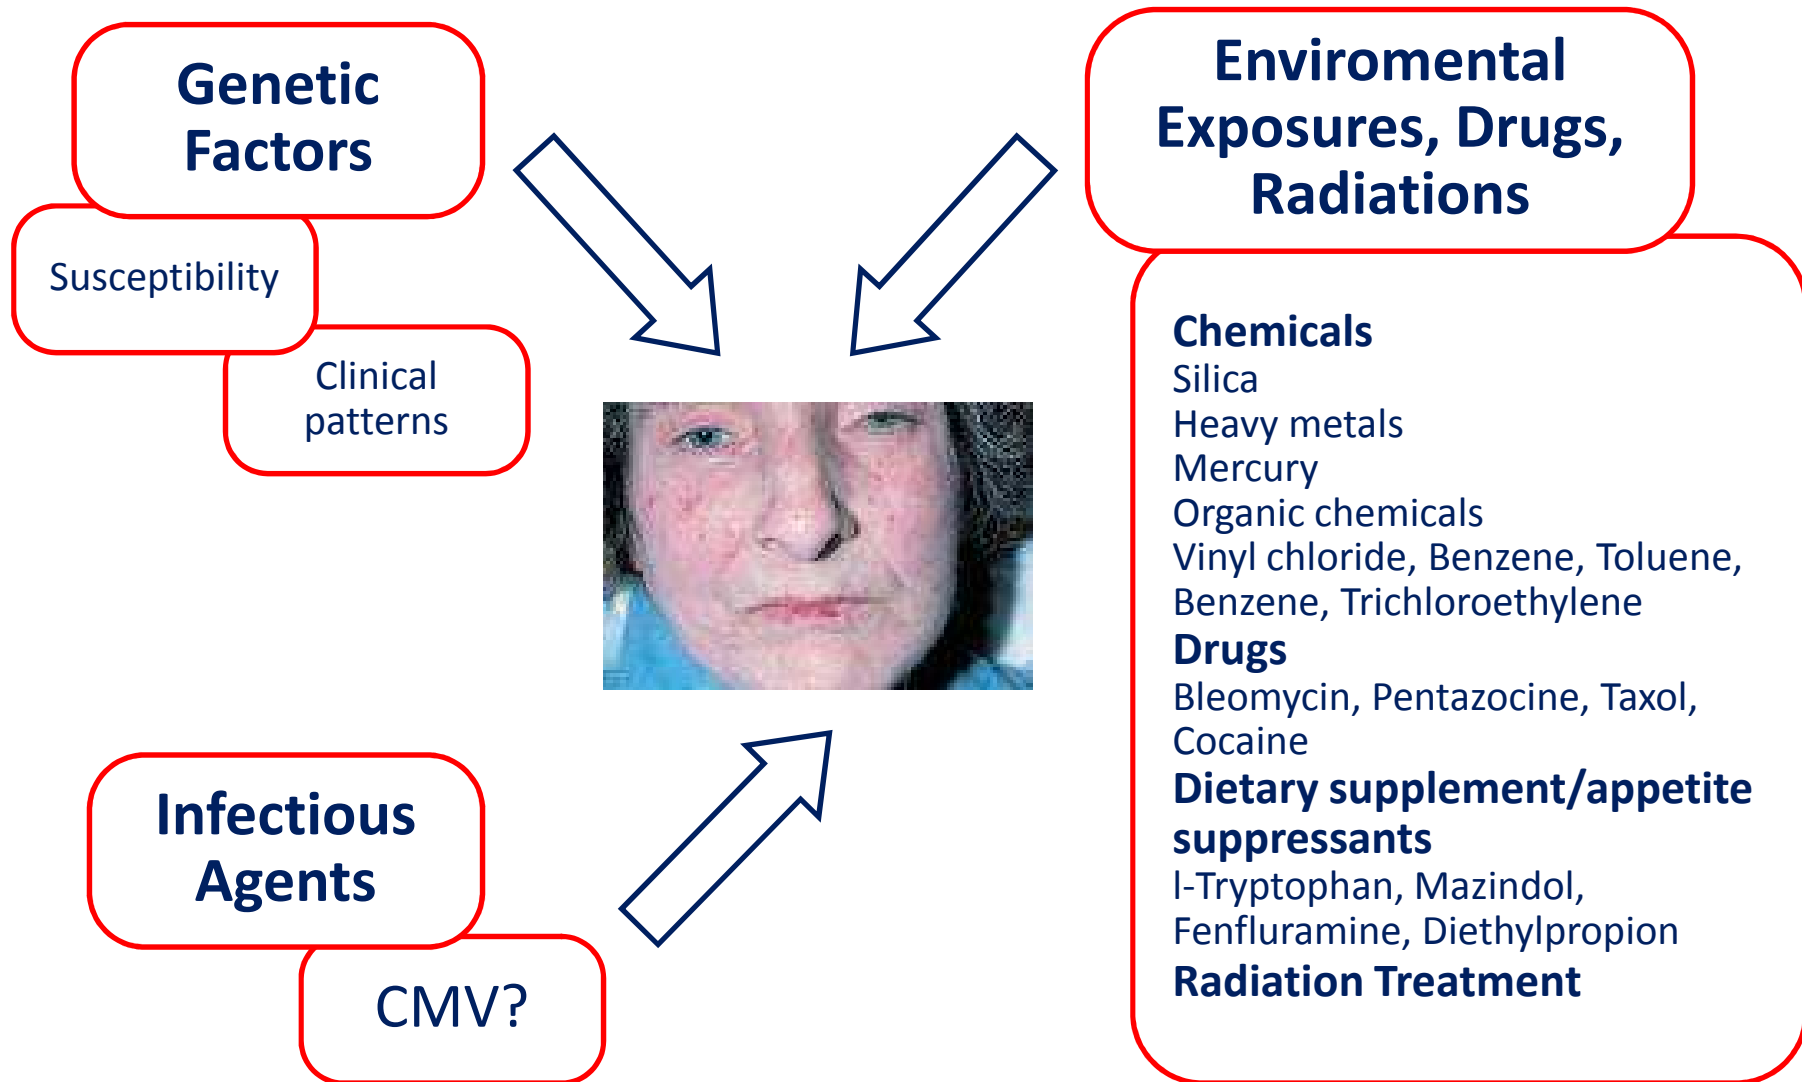 Genetic
Factors
Susceptibility
Clinical
patterns
Enviromental
Exposures, Drugs,
Radiations
Chemicals
Silica
Heavy metals
Mercury
Organic chemicals
Vinyl chloride, Benzene, Toluene,
Benzene, Trichloroethylene
Drugs
Bleomycin, Pentazocine, Taxol,
Cocaine
Dietary supplement/appetite
suppressants
l-Tryptophan, Mazindol,
Fenfluramine, Diethylpropion
Radiation Treatment
Infectious
Agents
CMV?